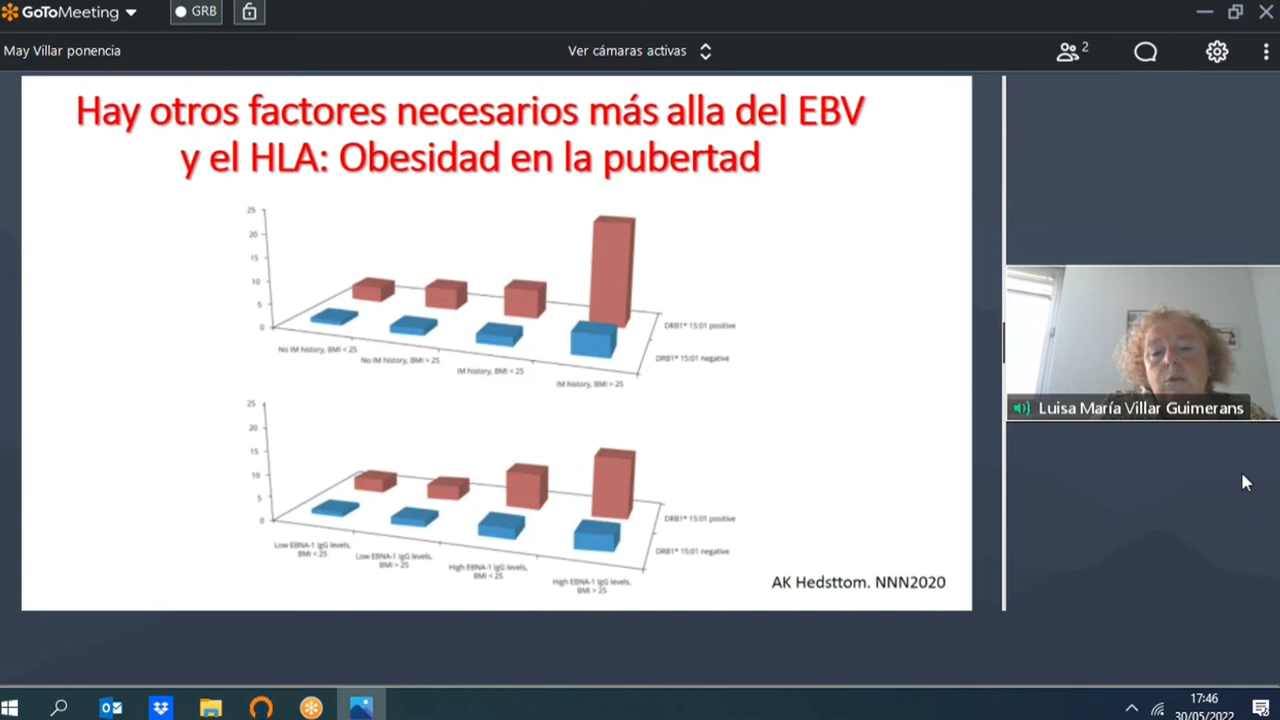 GoToMeeting
GRB
May Villar ponencia
Ver cámaras activas
2
Hay otros factores necesarios más alla del EBV
y el HLA: Obesidad en la pubertad
25
20
15
10
5
0
No IM history, BMI < 25
No IM history, BMI > 25
IM history, BMI < 25
IM history, BMI > 25
DRB1* 15:01 positive
DRB1* 15:01 negative
25
20
15
10
5
0
Low EBNA-1 IgG levels,
BMI < 25
Low EBNA-1 IgG levels,
BMI > 25
High EBNA-1 IgG levels,
BMI < 25
High EBNA-1 IgG levels,
BMI > 25
DRB1* 15:01 positive
DRB1* 15:01 negative
AK Hedsttom. NNN2020
Luisa María Villar Guimerans
17:46
30/05/2022